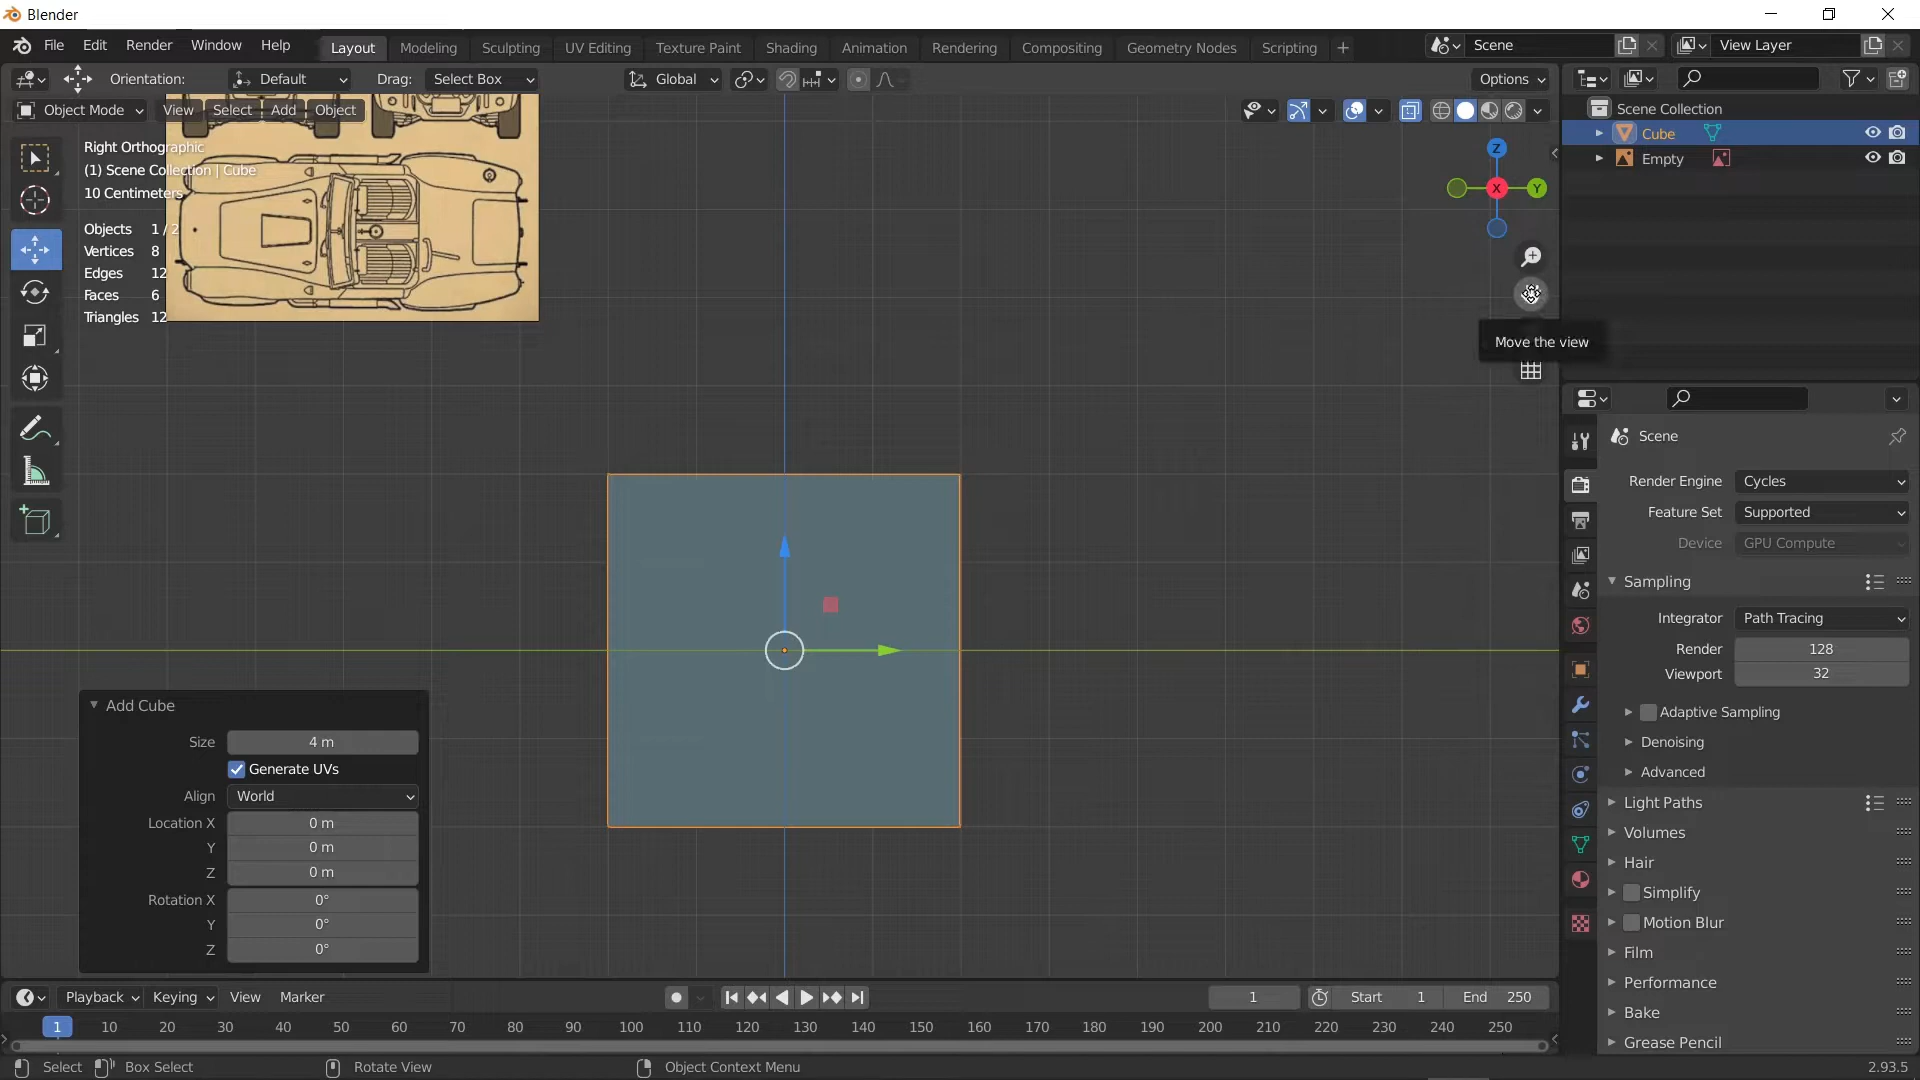 Blender
File Edit Render Window Help Layout Modeling Sculpting UV Editing Texture Paint Shading Animation Rendering Compositing Geometry Nodes Scripting + Scene View Layer
Orientation: Default Drag: Select Box Global Options
Object Mode View Select Add Object
Right Orthographic
(1) Scene Collection | Cube
10 Centimeters
Objects 1 / 2
Vertices 8
Edges 12
Faces 6
Triangles 12
Z
X
Y
Move the view
Scene Collection
Cube
Empty
Scene
Render Engine Cycles
Feature Set Supported
Device GPU Compute
Sampling
Integrator Path Tracing
Render 128
Viewport 32
Adaptive Sampling
Denoising
Advanced
Light Paths
Volumes
Hair
Simplify
Motion Blur
Film
Performance
Bake
Grease Pencil
Add Cube
Size 4 m
Generate UVs
Align World
Location X 0 m
Y 0 m
Z 0 m
Rotation X 0°
Y 0°
Z 0°
Playback Keying View Marker 1 Start 1 End 250
1 10 20 30 40 50 60 70 80 90 100 110 120 130 140 150 160 170 180 190 200 210 220 230 240 250
Select Box Select Rotate View Object Context Menu 2.93.5